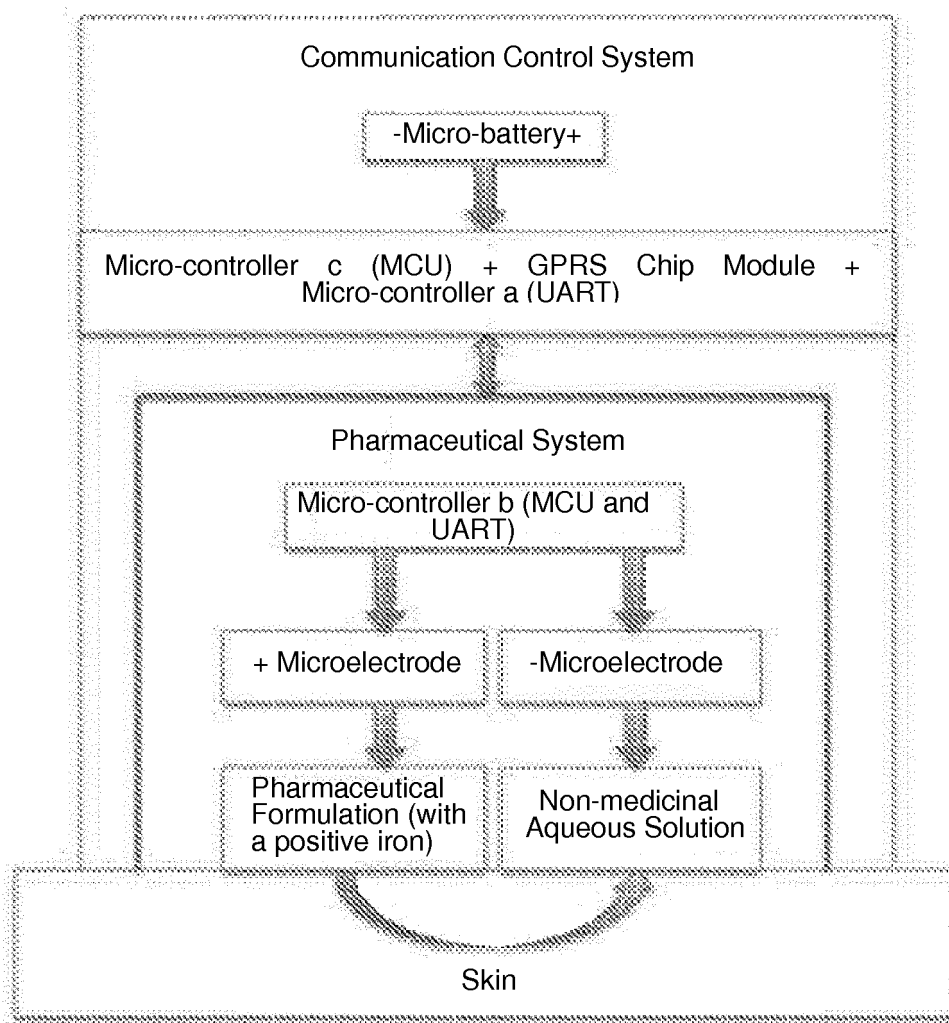 Communication Control System
-Micro-battery+
Micro-controller c (MCU) + GPRS Chip Module +
Micro-controller a (UART)
Pharmaceutical System
Micro-controller b (MCU and
UART)
+ Microelectrode
-Microelectrode
Pharmaceutical
Formulation (with
a positive iron)
Non-medicinal
Aqueous Solution
Skin